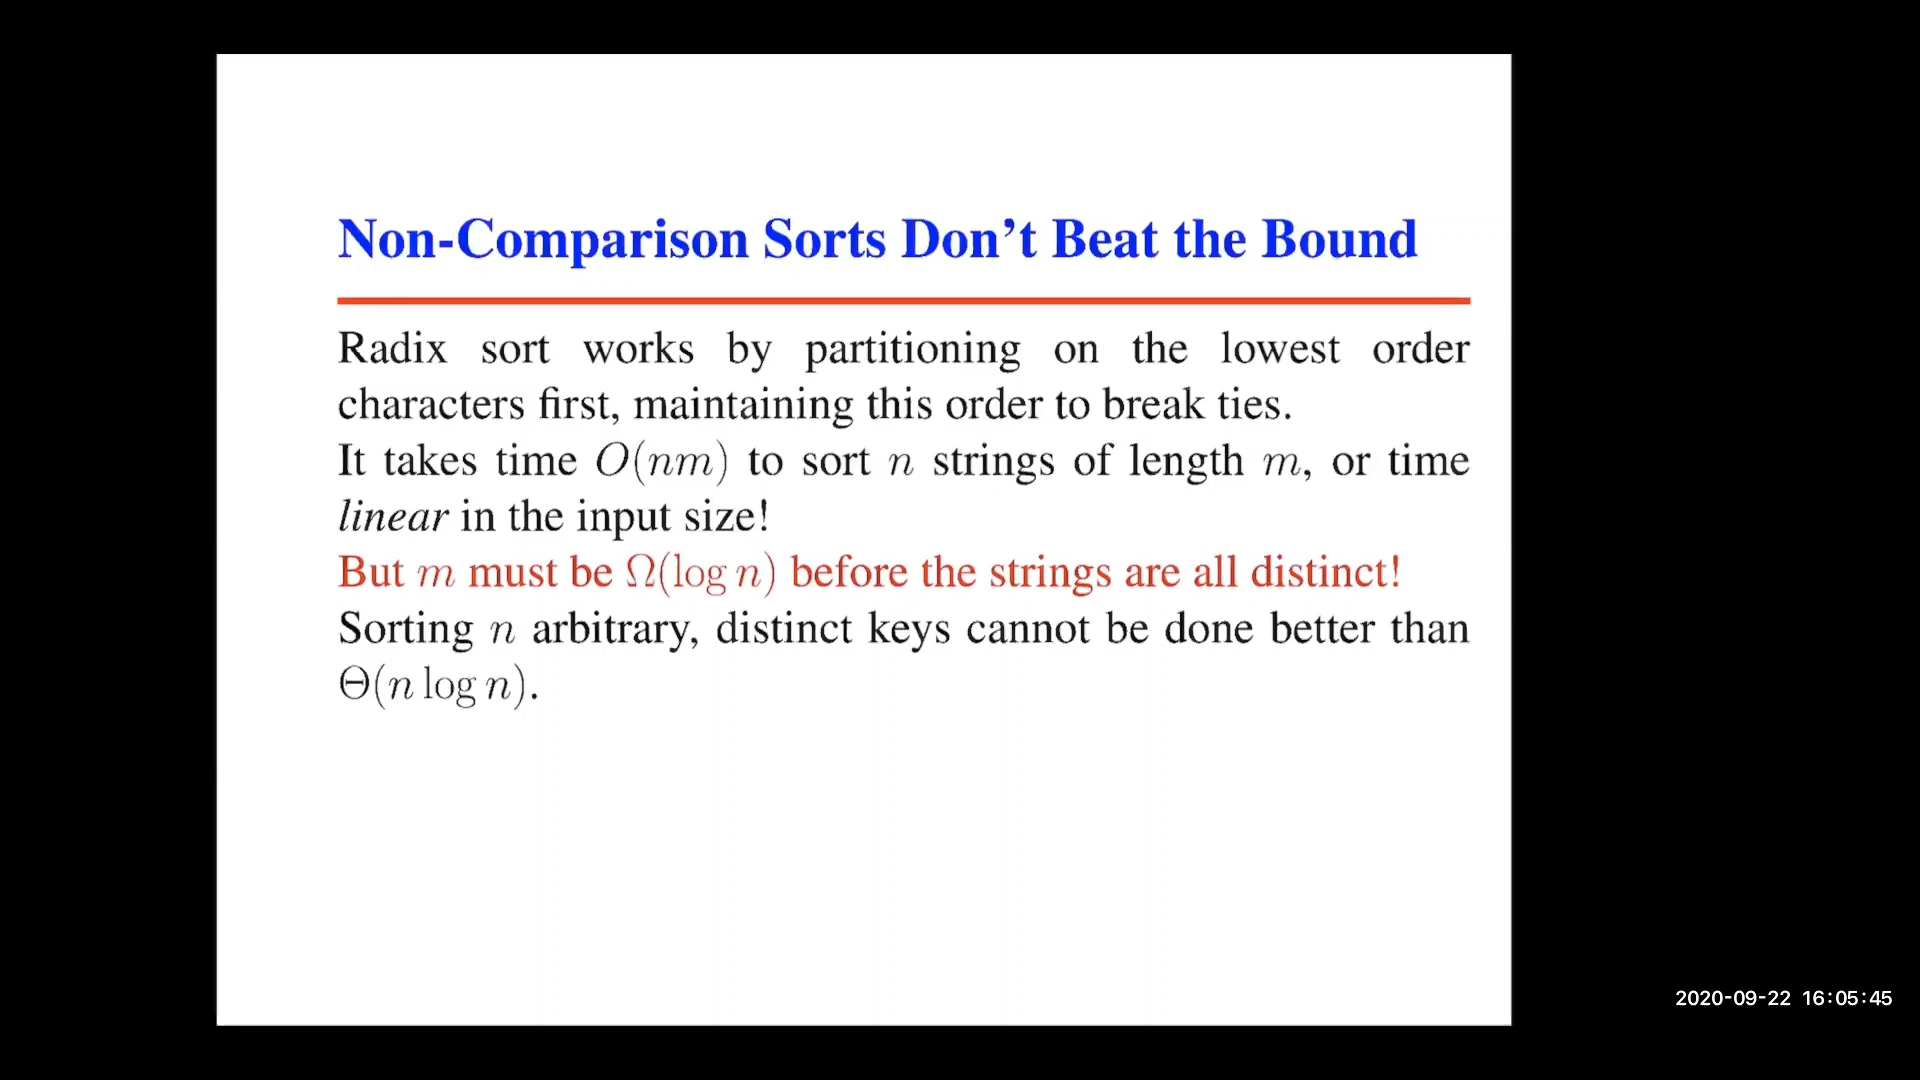 Non-Comparison Sorts Don't Beat the Bound
Radix sort works by partitioning on the lowest order
characters first, maintaining this order to break ties.
It takes time O(nm) to sort n strings of length m, or time
linear in the input size!
But m must be Ω(log n) before the strings are all distinct!
Sorting n arbitrary, distinct keys cannot be done better than
Θ(n log n).
2020-09-22 16:05:45